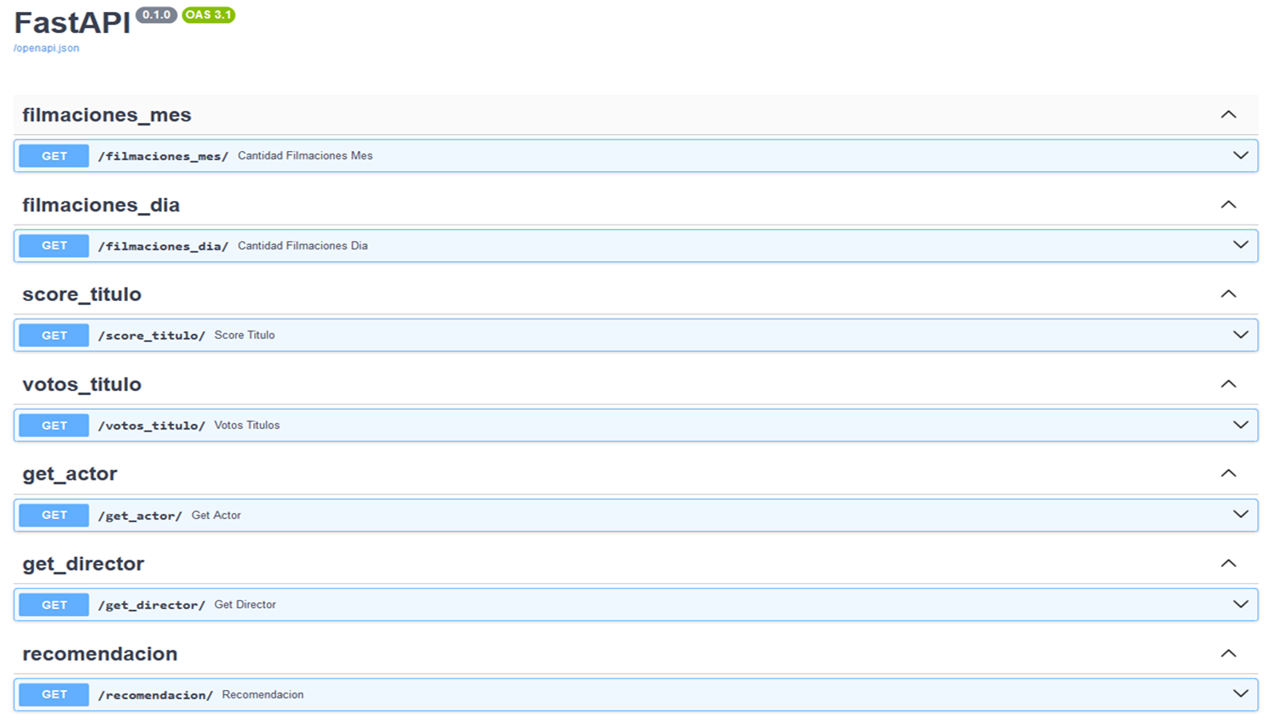 FastAPI 0.1.0 OAS 3.1
/openapi.json
filmaciones_mes
GET /filmaciones_mes/ Cantidad Filmaciones Mes
filmaciones_dia
GET /filmaciones_dia/ Cantidad Filmaciones Dia
score_titulo
GET /score_titulo/ Score Titulo
votos_titulo
GET /votos_titulo/ Votos Titulos
get_actor
GET /get_actor/ Get Actor
get_director
GET /get_director/ Get Director
recomendacion
GET /recomendacion/ Recomendacion